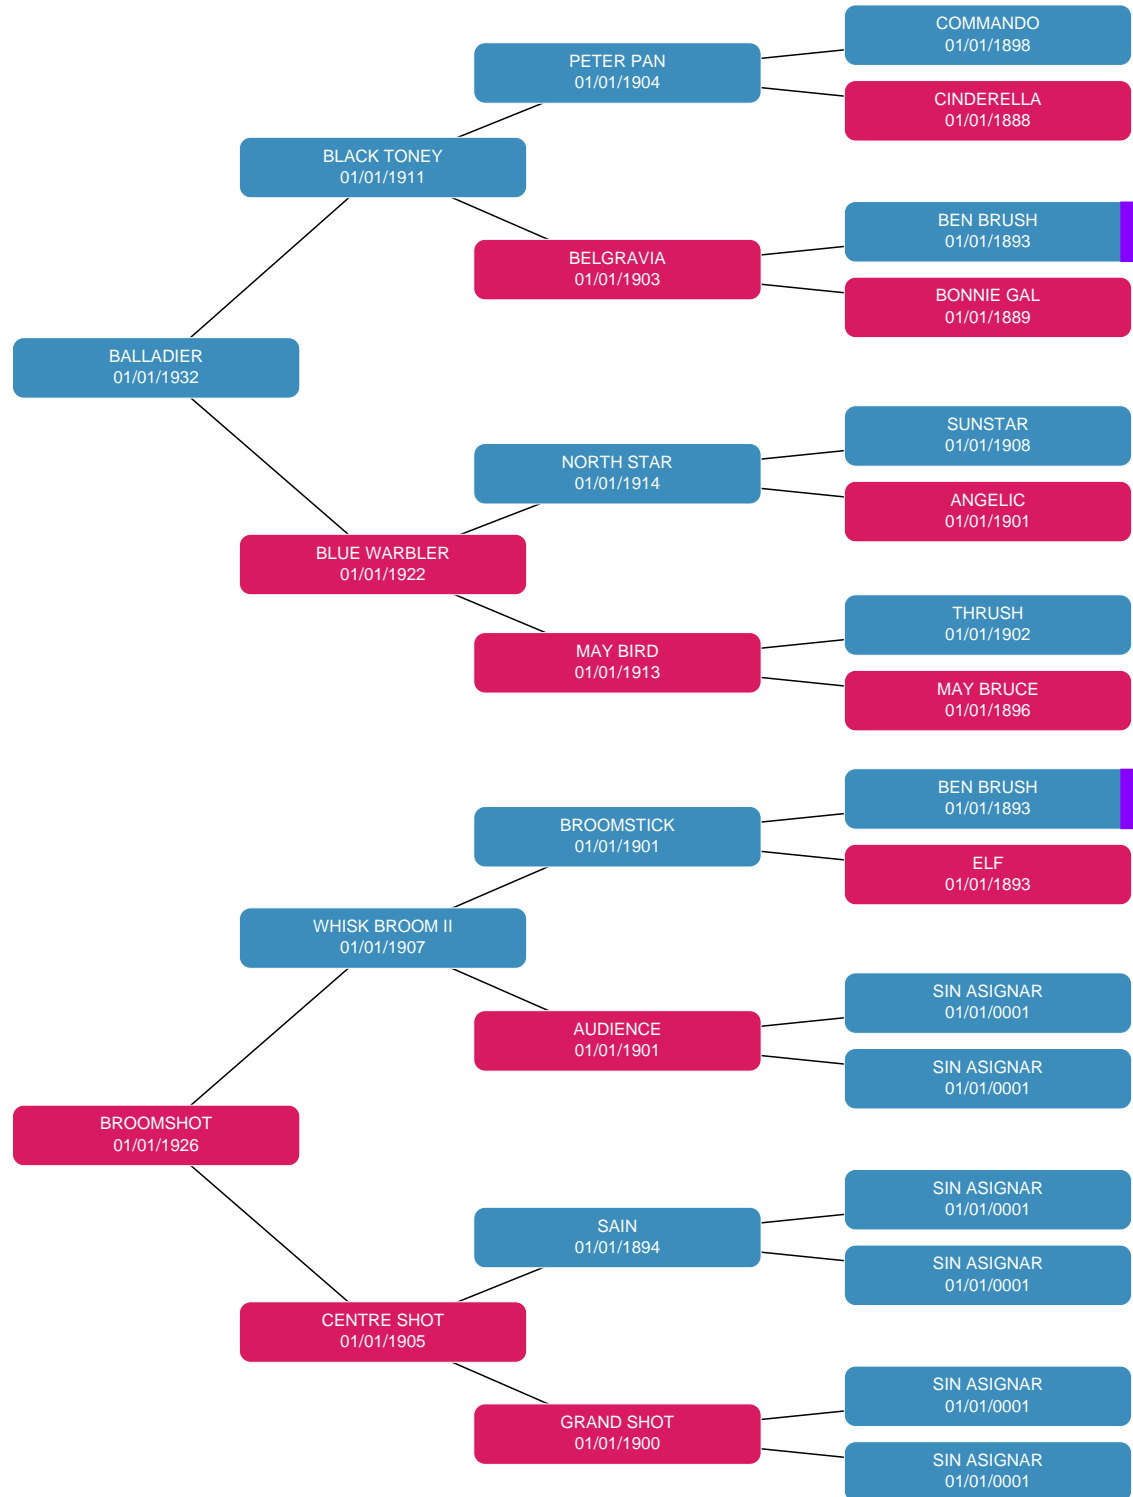 COMMANDO
01/01/1898
PETER PAN
01/01/1904
CINDERELLA
01/01/1888
BLACK TONEY
01/01/1911
BEN BRUSH
01/01/1893
BELGRAVIA
01/01/1903
BONNIE GAL
01/01/1889
BALLADIER
01/01/1932
SUNSTAR
01/01/1908
NORTH STAR
01/01/1914
ANGELIC
01/01/1901
BLUE WARBLER
01/01/1922
THRUSH
01/01/1902
MAY BIRD
01/01/1913
MAY BRUCE
01/01/1896
BEN BRUSH
01/01/1893
BROOMSTICK
01/01/1901
ELF
01/01/1893
WHISK BROOM II
01/01/1907
SIN ASIGNAR
01/01/0001
AUDIENCE
01/01/1901
SIN ASIGNAR
01/01/0001
BROOMSHOT
01/01/1926
SIN ASIGNAR
01/01/0001
SAIN
01/01/1894
SIN ASIGNAR
01/01/0001
CENTRE SHOT
01/01/1905
SIN ASIGNAR
01/01/0001
GRAND SHOT
01/01/1900
SIN ASIGNAR
01/01/0001